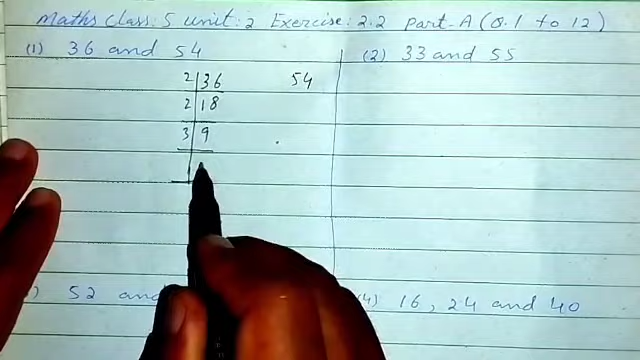 Maths Class: 5 unit: 2 Exercise: 2.2 part-A (Q.1 to 12)
(1) 36 and 54
(2) 33 and 55
2 36 54
2 18
3 9
) 52 and
(4) 16, 24 and 40